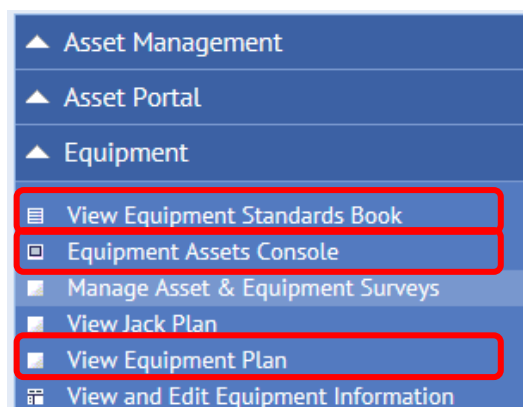 Asset Management
Asset Portal
Equipment
View Equipment Standards Book
Equipment Assets Console
Manage Asset & Equipment Surveys
View Jack Plan
View Equipment Plan
View and Edit Equipment Information